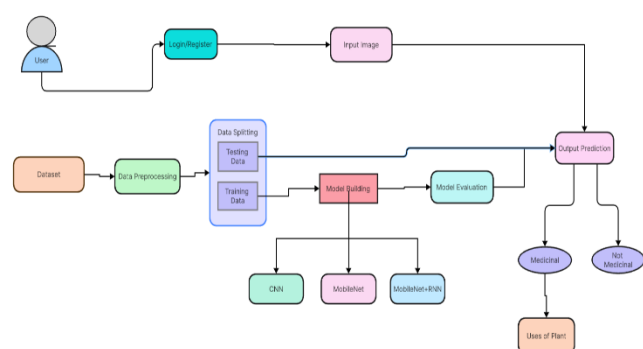 User
Login/Register
Input Image
Data Splitting
Testing
Data
Output Prediction
Dataset
Data Preprocessing
Training
Data
Model Building
Model Evaluation
Medicinal
Not
Medicinal
CNN
MobileNet
MobileNet+RNN
Uses of Plant